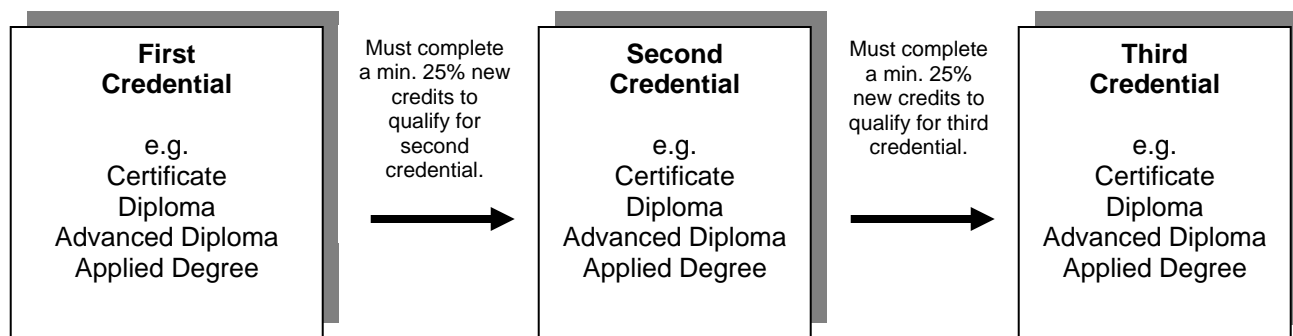 First
Credential
e.g.
Certificate
Diploma
Advanced Diploma
Applied Degree
Must complete
a min. 25% new
credits to
qualify for
second
credential.
Second
Credential
e.g.
Certificate
Diploma
Advanced Diploma
Applied Degree
Must complete
a min. 25%
new credits to
qualify for third
credential.
Third
Credential
e.g.
Certificate
Diploma
Advanced Diploma
Applied Degree